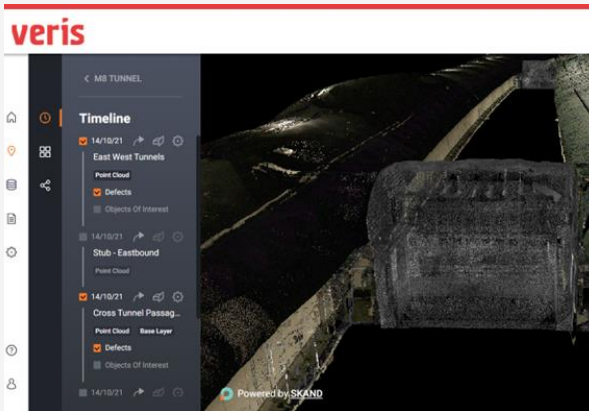 veris
< M8 TUNNEL
Timeline
14/10/21
East West Tunnels
Point Cloud
Defects
Objects Of Interest
14/10/21
Stub - Eastbound
Point Cloud
14/10/21
Cross Tunnel Passag...
Point Cloud Base Layer
Defects
Objects Of Interest
14/10/21
Powered by SKAND